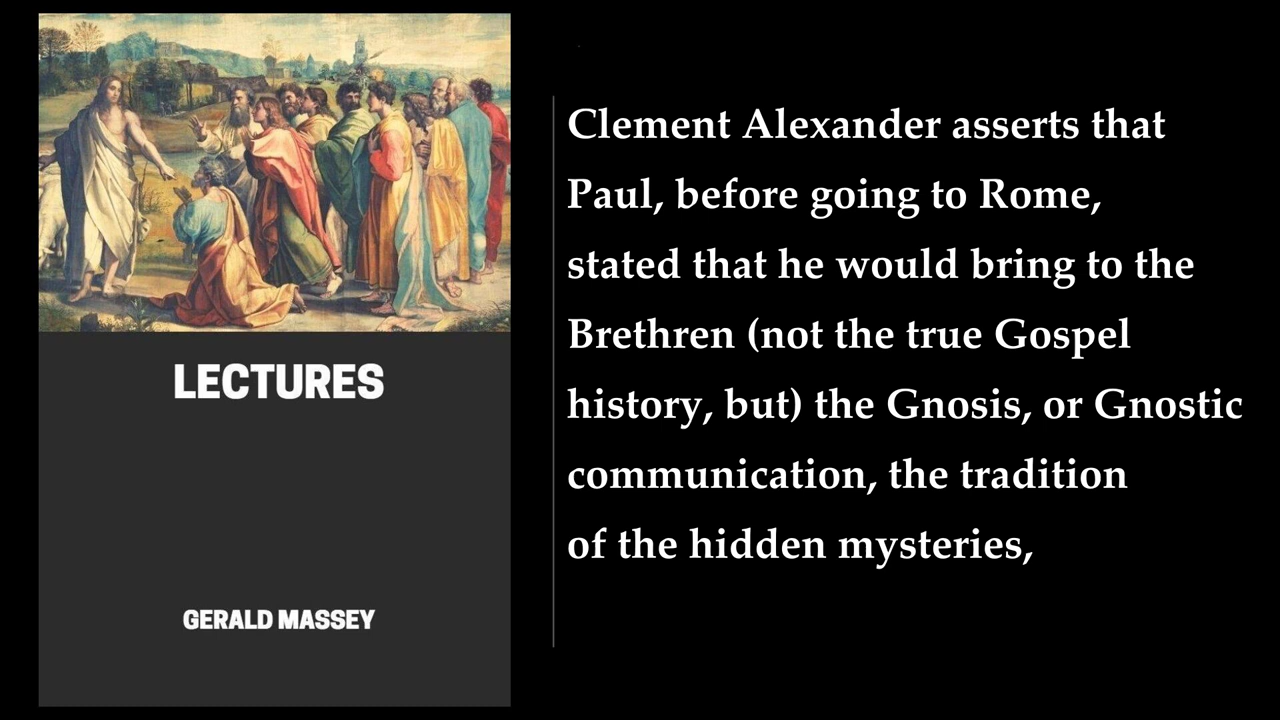 LECTURES
GERALD MASSEY
Clement Alexander asserts that
Paul, before going to Rome,
stated that he would bring to the
Brethren (not the true Gospel
history, but) the Gnosis, or Gnostic
communication, the tradition
of the hidden mysteries,